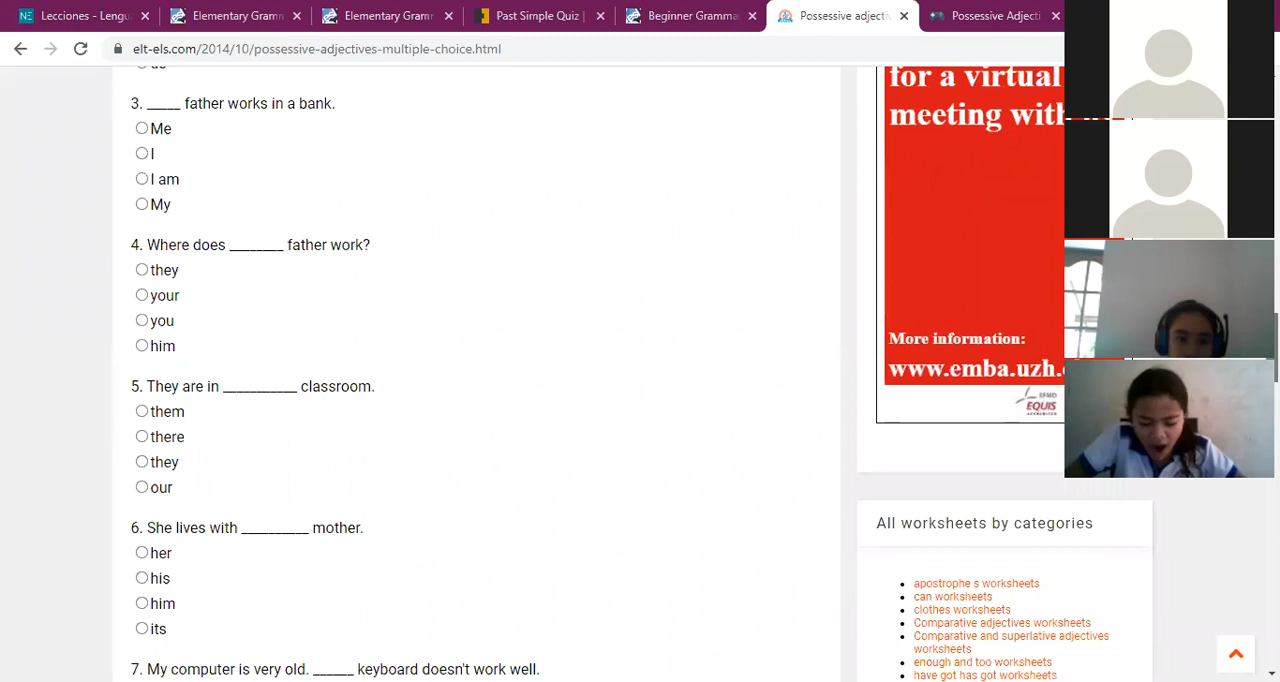 Lecciones - Lengu
Elementary Gramr
Elementary Gramr
Past Simple Quiz |
Beginner Gramma
Possessive adjecti
Possessive Adjecti
elt-els.com/2014/10/possessive-adjectives-multiple-choice.html
3. _____ father works in a bank.
Me
I
I am
My
4. Where does ________ father work?
they
your
you
him
5. They are in ___________ classroom.
them
there
they
our
6. She lives with __________ mother.
her
his
him
its
7. My computer is very old. ______ keyboard doesn't work well.
for a virtual
meeting with
More information:
www.emba.uzh.
EFMD
EQUIS
ACCREDITED
All worksheets by categories
apostrophe s worksheets
can worksheets
clothes worksheets
Comparative adjectives worksheets
Comparative and superlative adjectives
worksheets
enough and too worksheets
have got has got worksheets